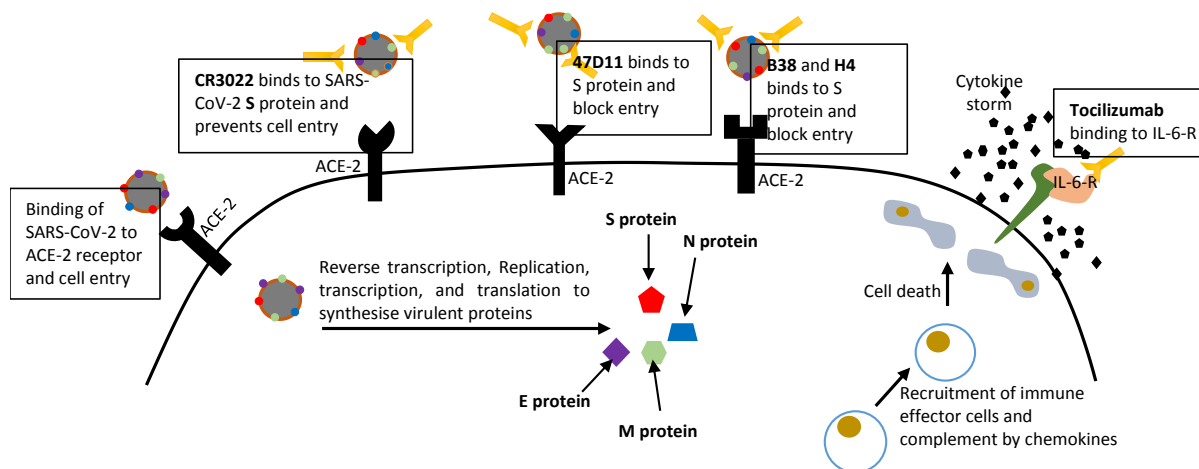 CR3022 binds to SARS-
CoV-2 S protein and
prevents cell entry
ACE-2
47D11 binds to
S protein and
block entry
ACE-2
B38 and H4
binds to S
protein and
block entry
ACE-2
Cytokine
storm
Tocilizumab
binding to IL-6-R
IL-6-R
Binding of
SARS-CoV-2 to
ACE-2 receptor
and cell entry
ACE-2
S protein
N protein
Reverse transcription, Replication,
transcription, and translation to
synthesise virulent proteins
E protein
M protein
Cell death
Recruitment of immune
effector cells and
complement by chemokines